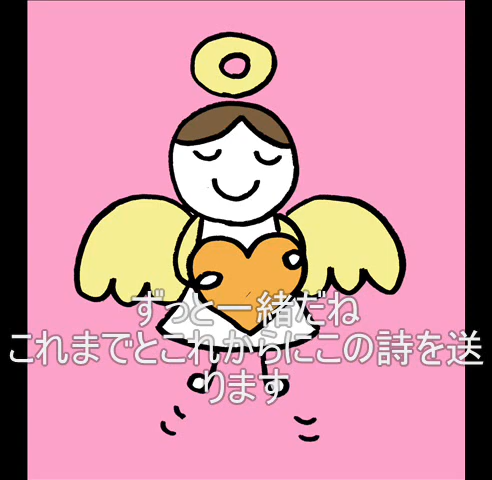 ずっと一緒だね
これまでとこれからにこの詩を送
ります